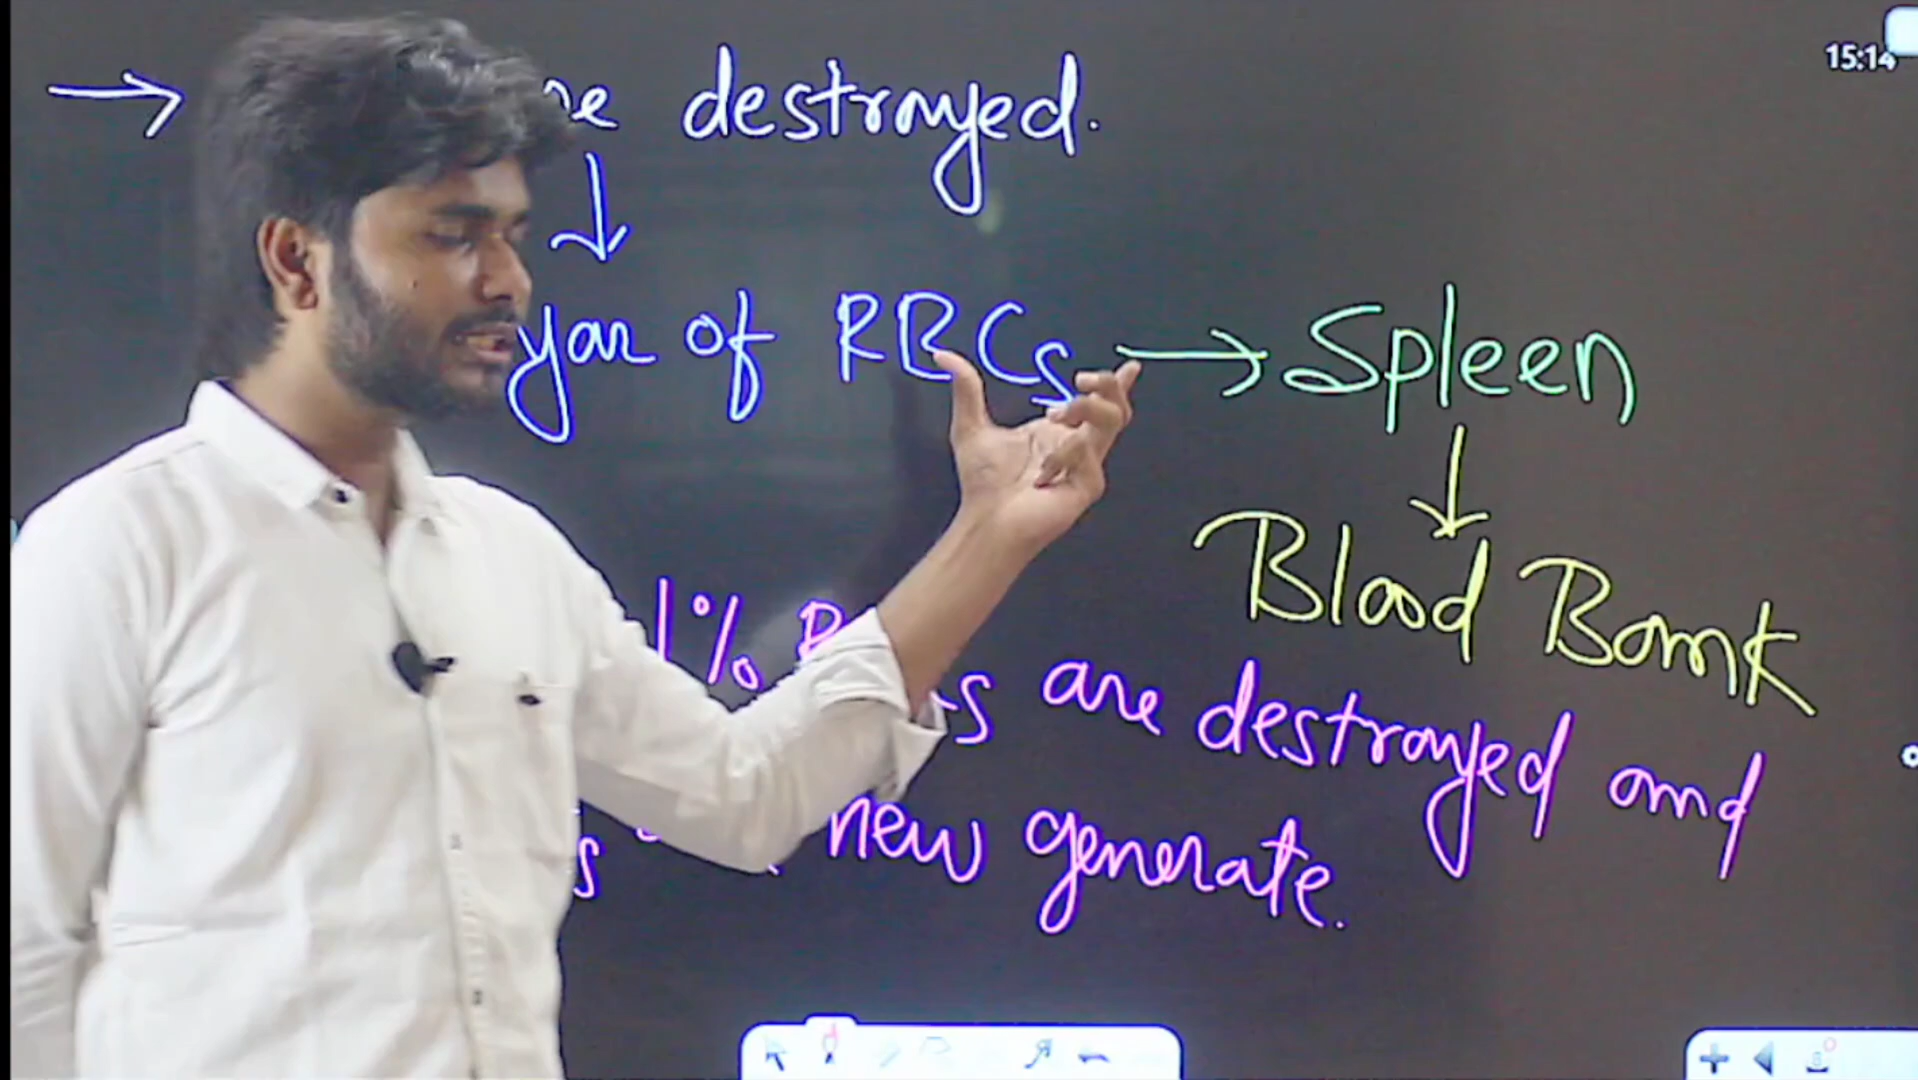 15:14
→ destroyed.
↓
of RBCs → Spleen
↓
Blood Bank
1% are destroyed and
new generate.